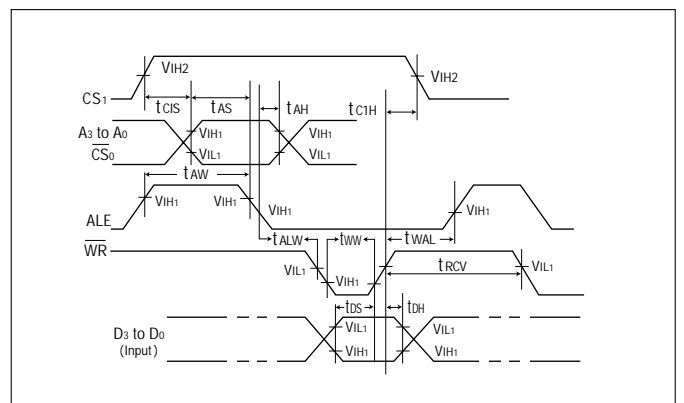 VIH2
VIH2
CS1
tCIS
tAS
tAH
tC1H
A3 to A0
CS0
VIH1
VIL1
VIH1
VIL1
tAW
ALE
VIH1
VIH1
VIH1
VIH1
tALW
tWW
tWAL
WR
VIL1
VIH1
tRCV
VIL1
tDS
tDH
D3 to D0
(Input)
VIL1
VIH1
VIL1
VIH1